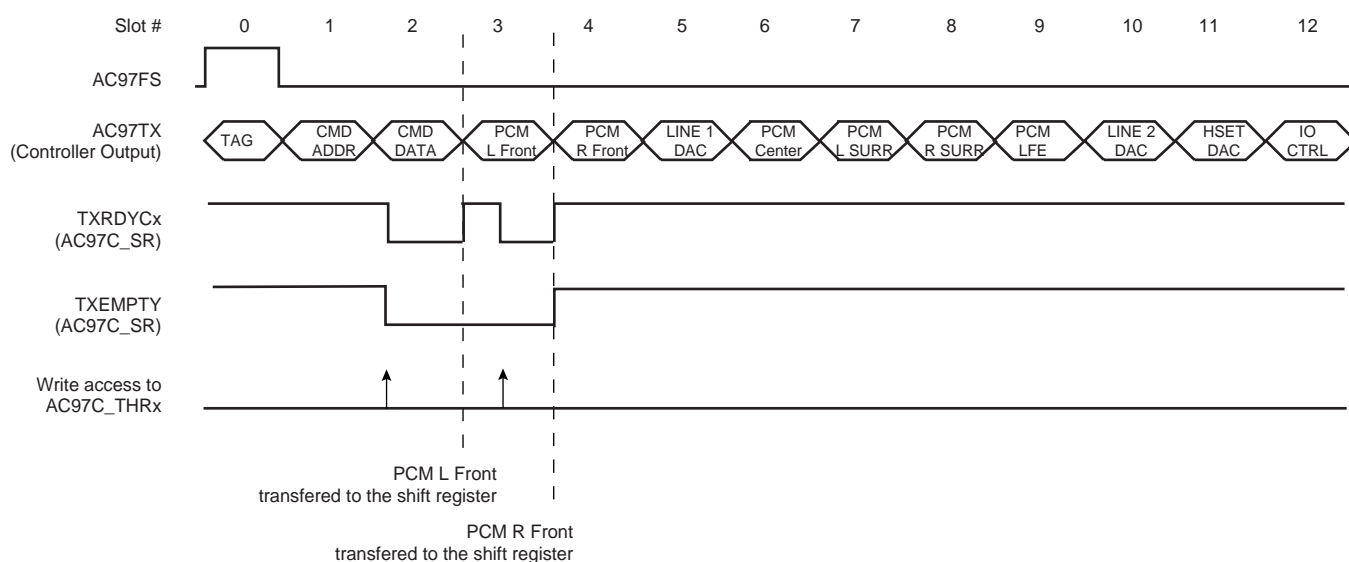 Slot # 0 1 2 3 4 5 6 7 8 9 10 11 12
AC97FS
AC97TX
(Controller Output)
TAG
CMD
ADDR
CMD
DATA
PCM
L Front
PCM
R Front
LINE 1
DAC
PCM
Center
PCM
L SURR
PCM
R SURR
PCM
LFE
LINE 2
DAC
HSET
DAC
IO
CTRL
TXRDYCx
(AC97C_SR)
TXEMPTY
(AC97C_SR)
Write access to
AC97C_THRx
PCM L Front
transfered to the shift register
PCM R Front
transfered to the shift register